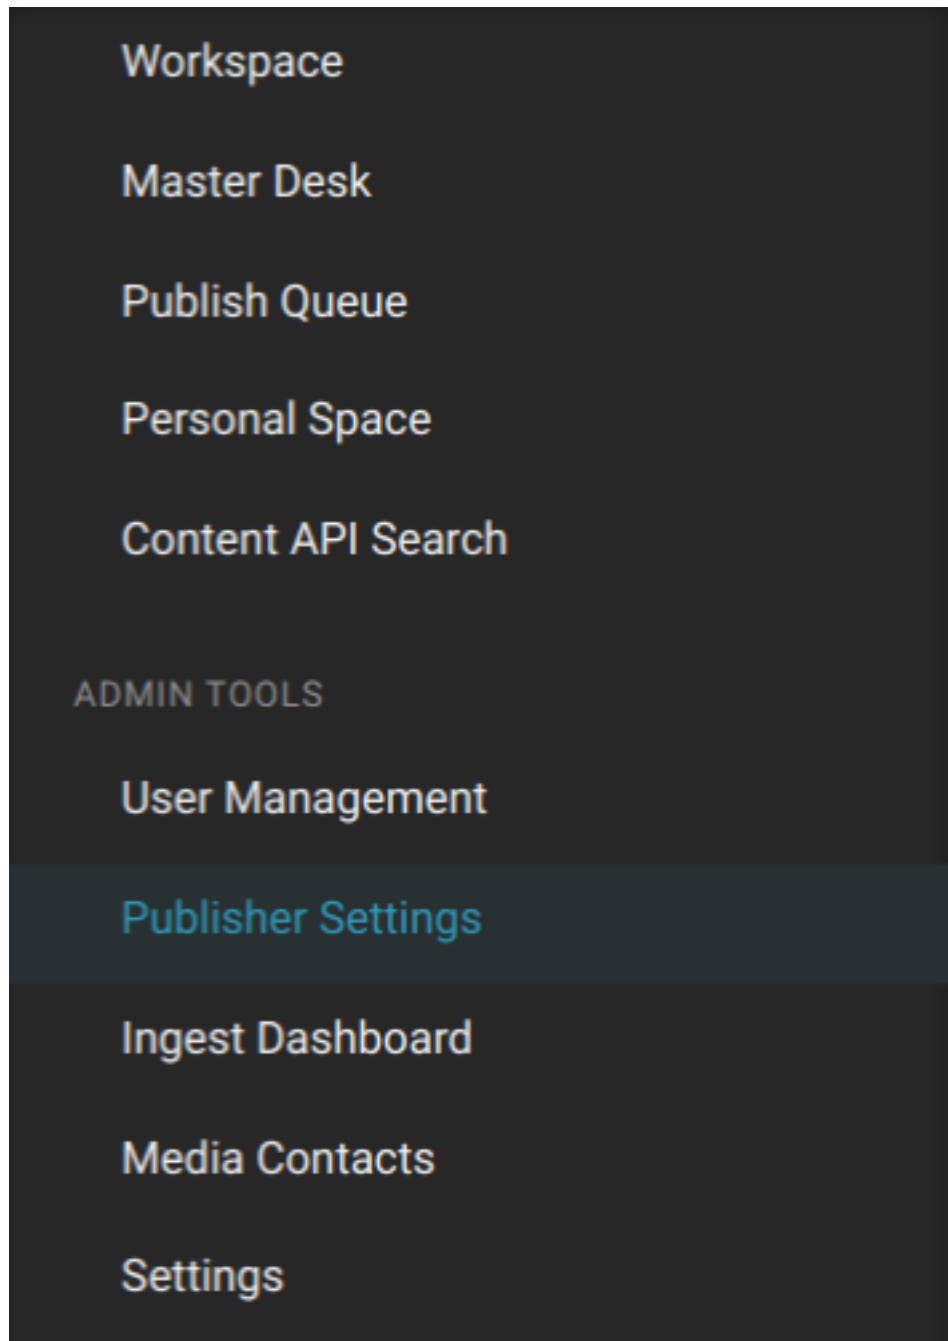 Workspace
Master Desk
Publish Queue
Personal Space
Content API Search
ADMIN TOOLS
User Management
Publisher Settings
Ingest Dashboard
Media Contacts
Settings